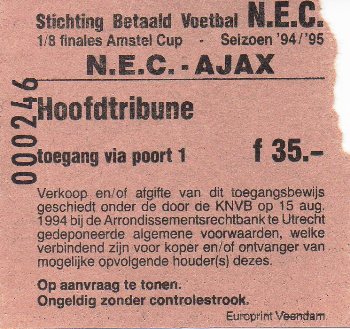 Stichting Betaald Voetbal N.E.C.
1/8 finales Amstel Cup - Seizoen '94/'95
N.E.C. - AJAX
000246
Hoofdtribune
toegang via poort 1 f 35.-
Verkoop en/of afgifte van dit toegangsbewijs
geschiedt onder de door de KNVB op 15 aug.
1994 bij de Arrondissementsrechtbank te Utrecht
gedeponeerde algemene voorwaarden, welke
verbindend zijn voor koper en/of ontvanger van
mogelijke opvolgende houder(s) dezes.
Op aanvraag te tonen.
Ongeldig zonder controlestrook.
Europrint Veendam